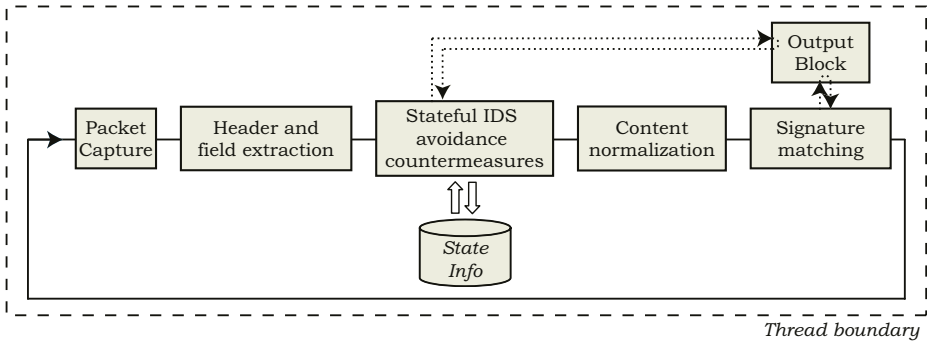 Output
Block
Packet
Capture
Header and
field extraction
Stateful IDS
avoidance
countermeasures
Content
normalization
Signature
matching
State
Info
Thread boundary